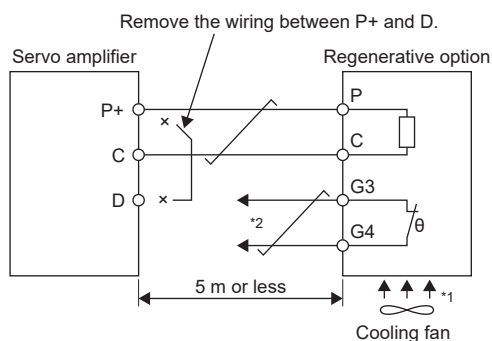 Remove the wiring between P+ and D.
Servo amplifier
Regenerative option
P+
P
C
C
D
G3
*2
G4
θ
5 m or less
*1
Cooling fan